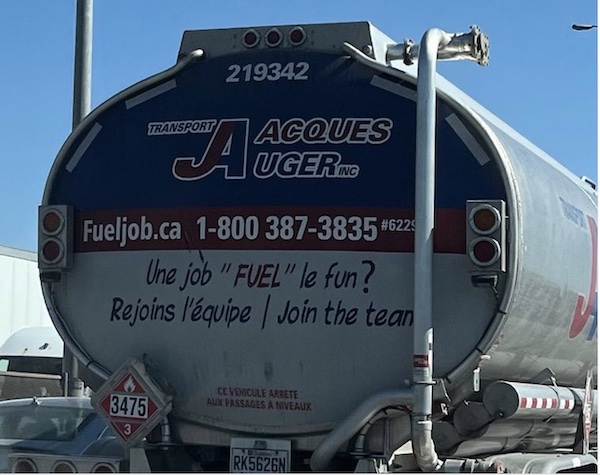 219342
TRANSPORT
JACQUES
AUGER INC
Fueljob.ca 1-800 387-3835 #6229
Une job "FUEL" le fun?
Rejoins l'équipe | Join the team
CE VEHICULE ARRETE
AUX PASSAGES A NIVEAUX
3475
3
RK5626N